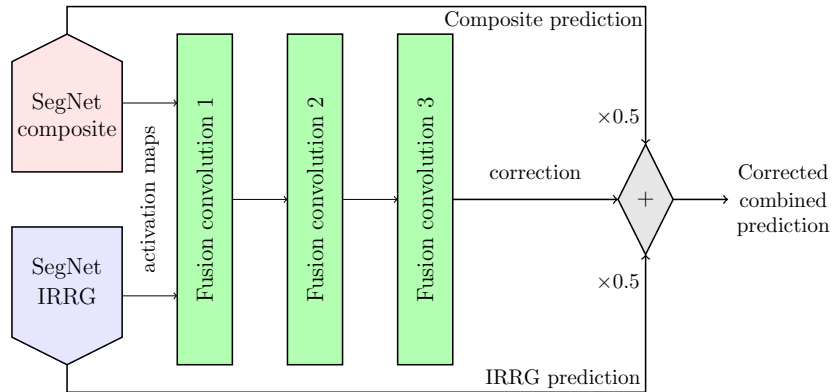 Composite prediction
SegNet
composite
activation maps
SegNet
IRRG
Fusion convolution 1
Fusion convolution 2
Fusion convolution 3
correction
×0.5
+
×0.5
Corrected
combined
prediction
IRRG prediction